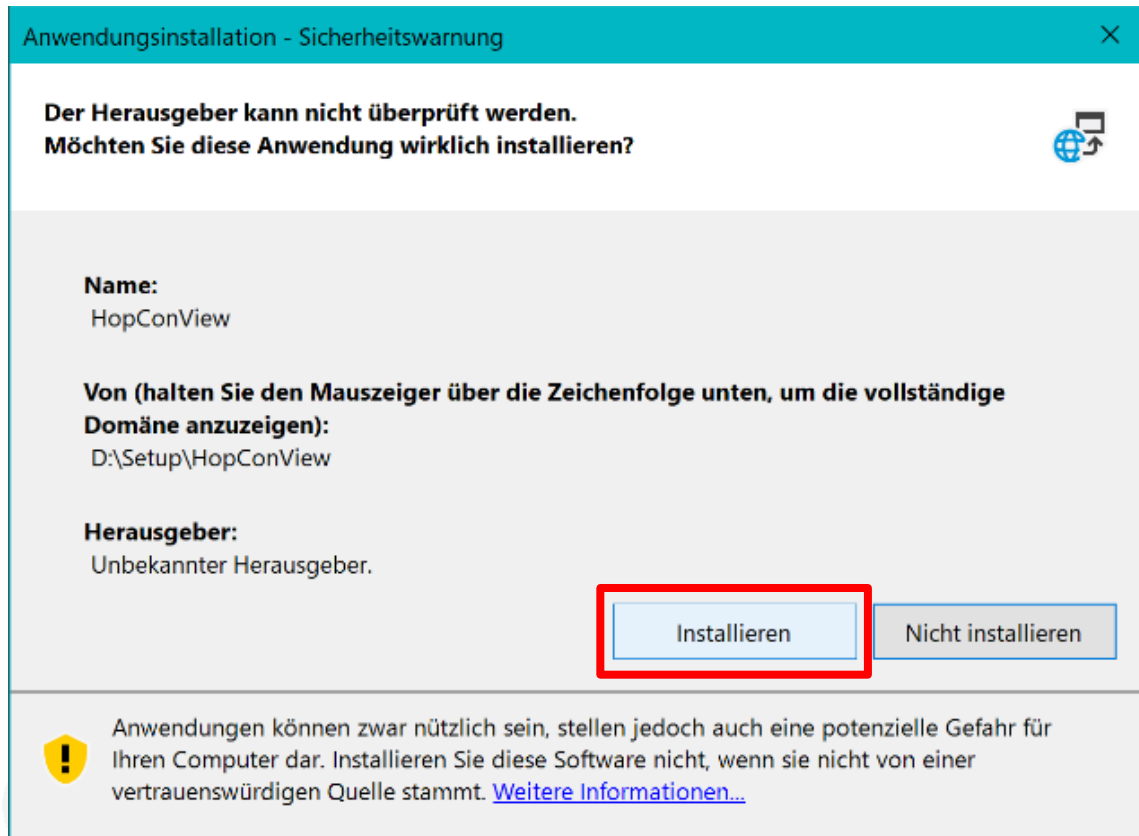 Anwendungsinstallation - Sicherheitswarnung
Der Herausgeber kann nicht überprüft werden.
Möchten Sie diese Anwendung wirklich installieren?
Name:
HopConView
Von (halten Sie den Mauszeiger über die Zeichenfolge unten, um die vollständige
Domäne anzuzeigen):
D:\Setup\HopConView
Herausgeber:
Unbekannter Herausgeber.
Installieren
Nicht installieren
Anwendungen können zwar nützlich sein, stellen jedoch auch eine potenzielle Gefahr für
Ihren Computer dar. Installieren Sie diese Software nicht, wenn sie nicht von einer
vertrauenswürdigen Quelle stammt. Weitere Informationen...